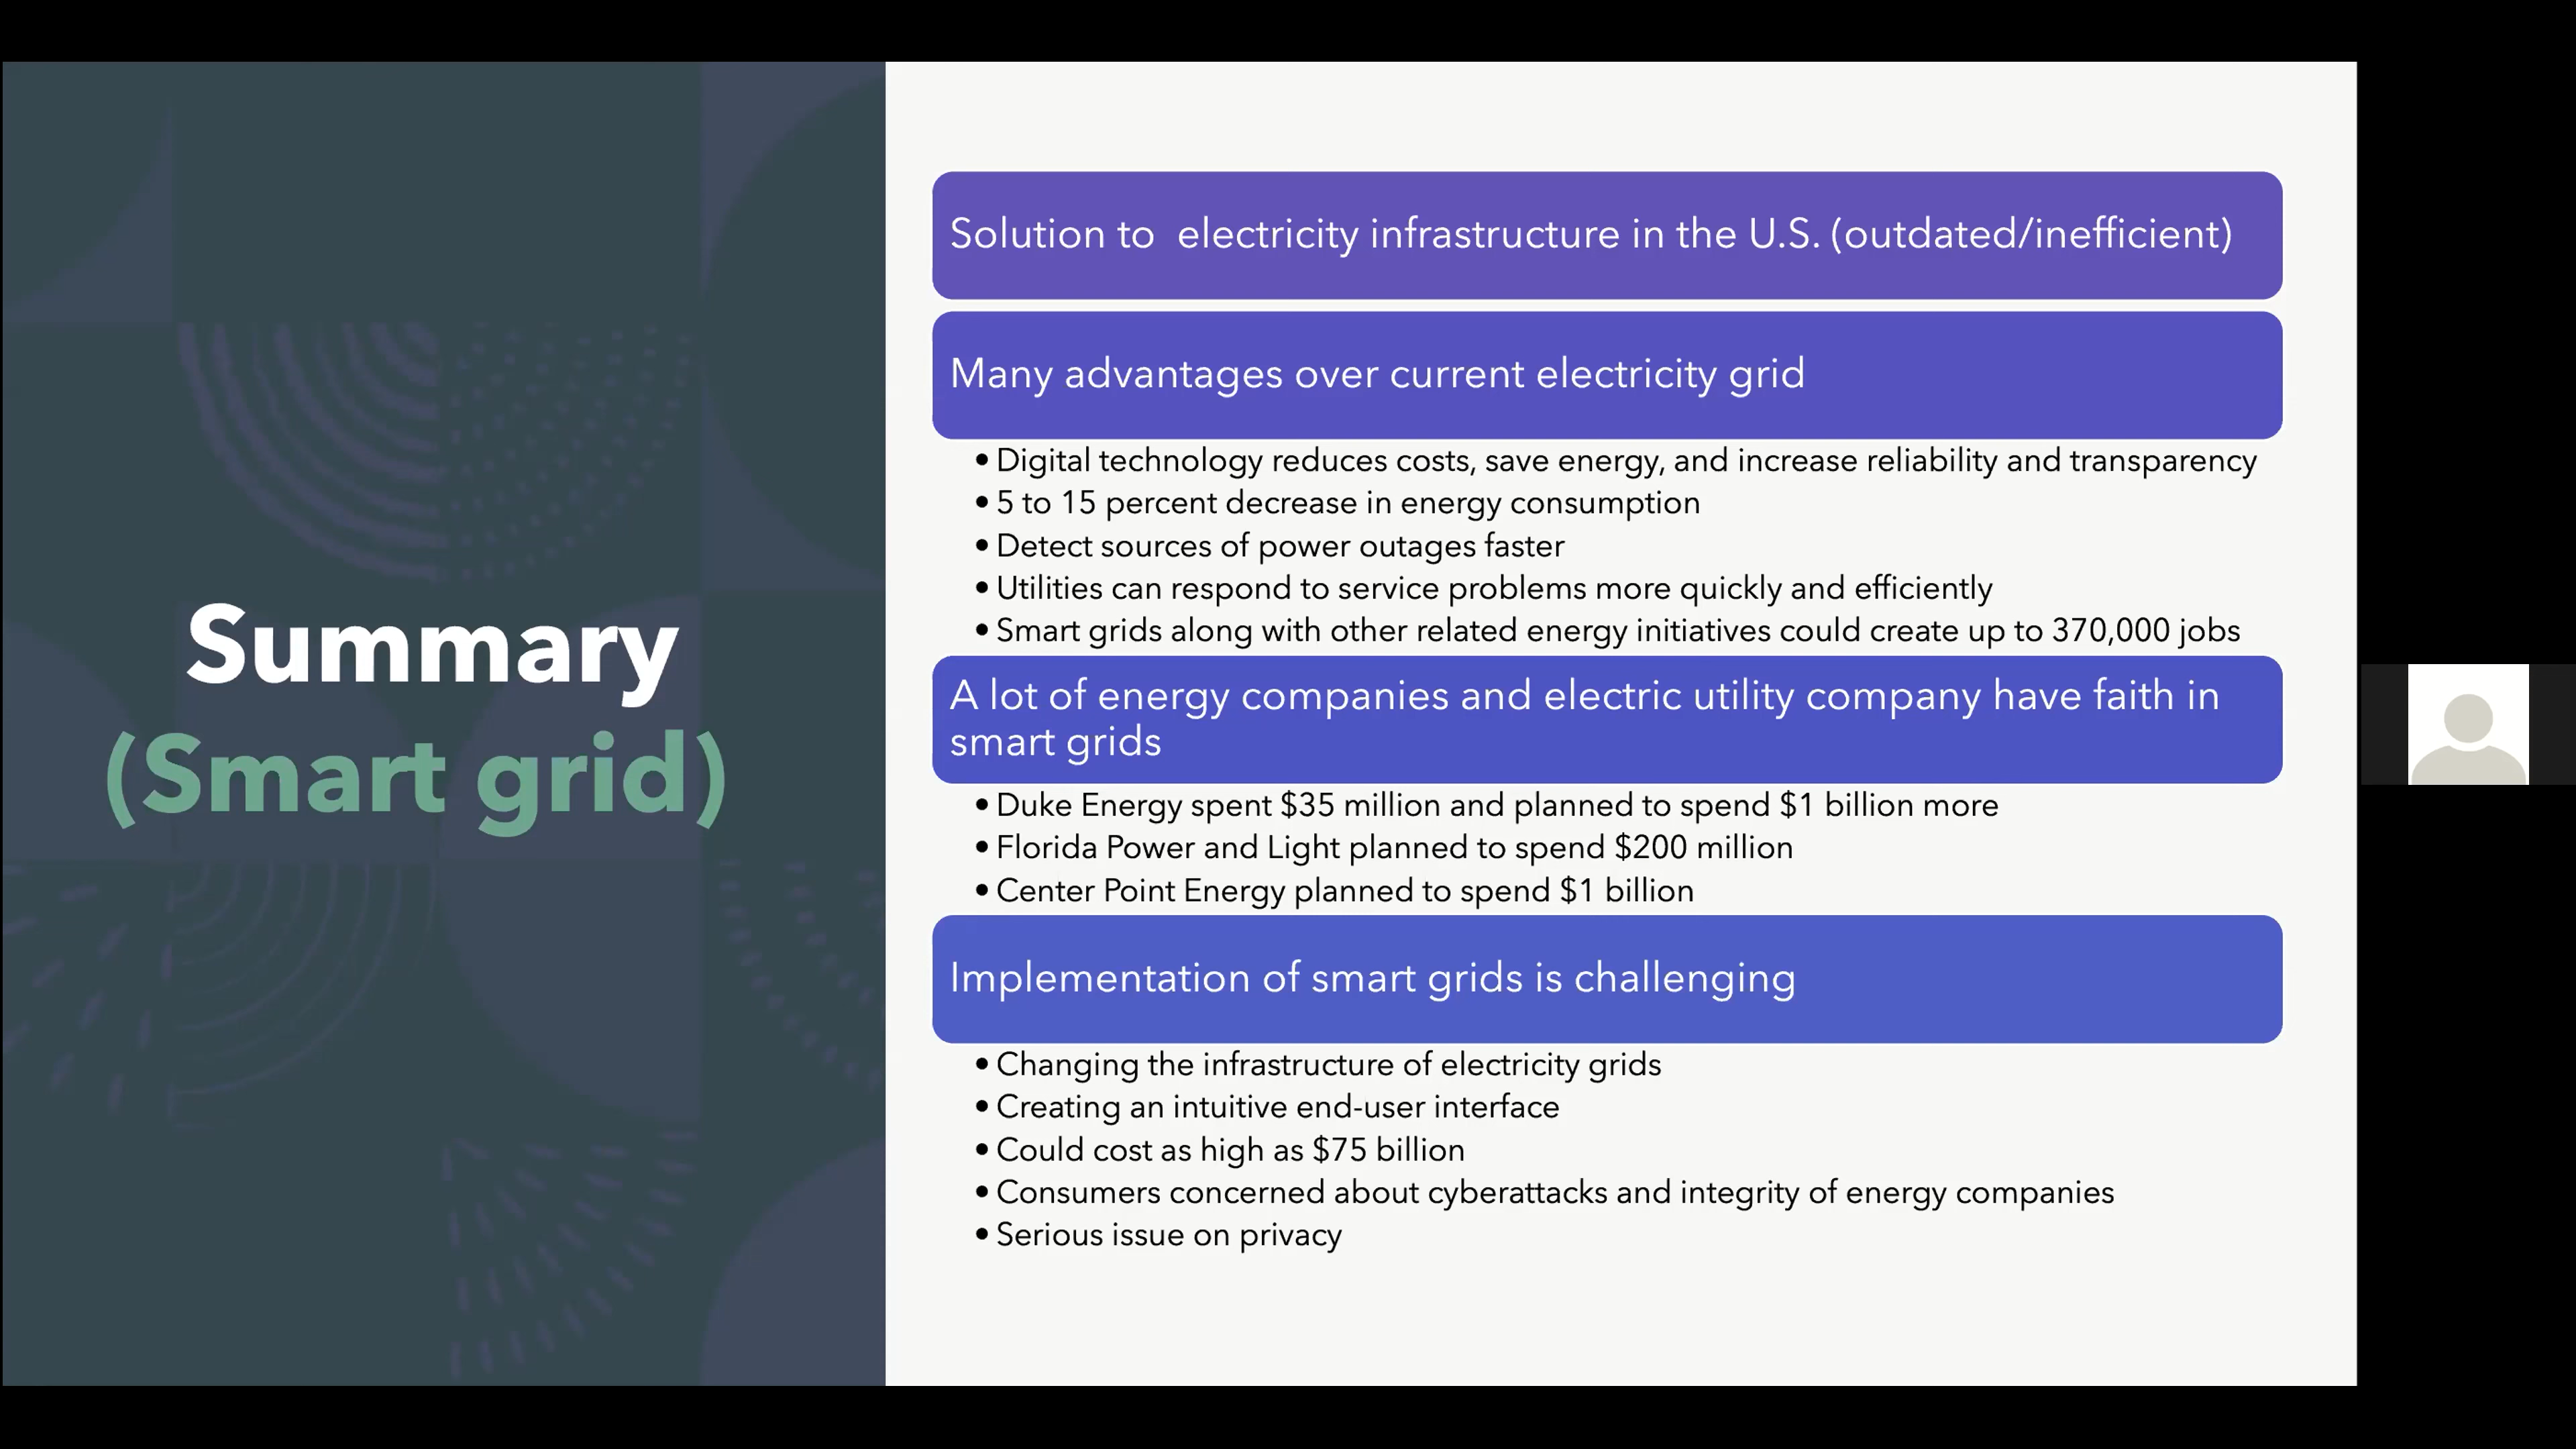 Summary
(Smart grid)
Solution to  electricity infrastructure in the U.S. (outdated/inefficient)
Many advantages over current electricity grid
• Digital technology reduces costs, save energy, and increase reliability and transparency
• 5 to 15 percent decrease in energy consumption
• Detect sources of power outages faster
• Utilities can respond to service problems more quickly and efficiently
• Smart grids along with other related energy initiatives could create up to 370,000 jobs
A lot of energy companies and electric utility company have faith in
smart grids
• Duke Energy spent $35 million and planned to spend $1 billion more
• Florida Power and Light planned to spend $200 million
• Center Point Energy planned to spend $1 billion
Implementation of smart grids is challenging
• Changing the infrastructure of electricity grids
• Creating an intuitive end-user interface
• Could cost as high as $75 billion
• Consumers concerned about cyberattacks and integrity of energy companies
• Serious issue on privacy